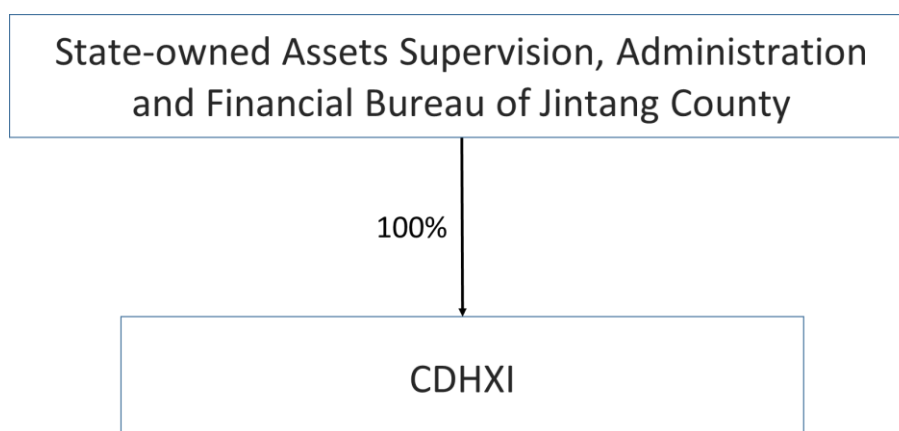 State-owned Assets Supervision, Administration
and Financial Bureau of Jintang County
100%
CDHXI